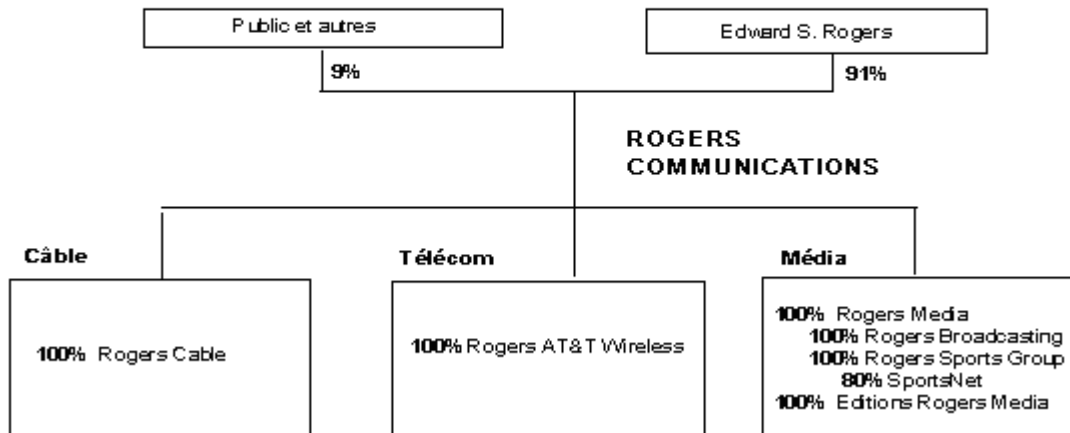 Public et autres
Edward S. Rogers
9%
91%
ROGERS
COMMUNICATIONS
Câble
Télécom
Média
100% Rogers Cable
100% Rogers AT&T Wireless
100% Rogers Media
100% Rogers Broadcasting
100% Rogers Sports Group
80% SportsNet
100% Editions Rogers Media